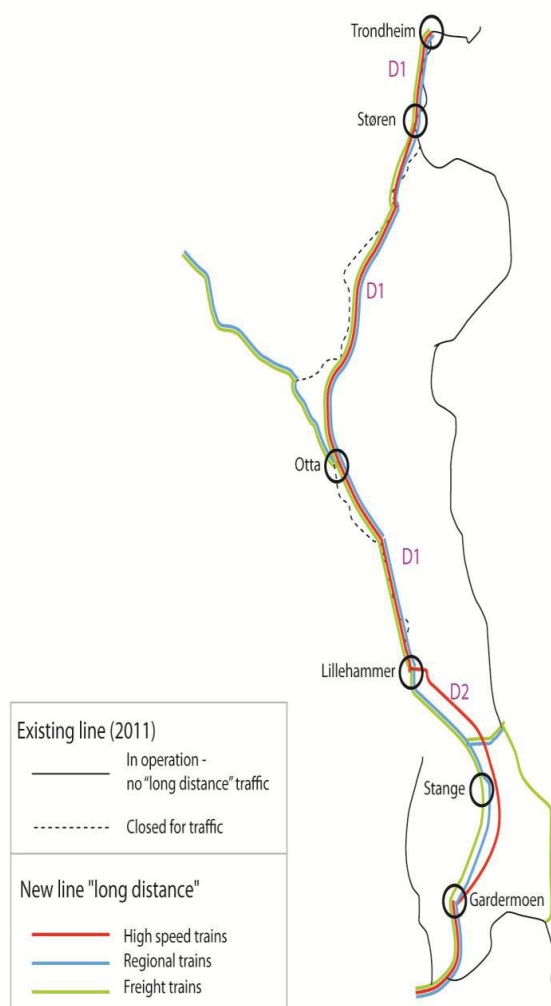 Trondheim
D1
Støren
D1
Otta
D1
Lillehammer
D2
Stange
Gardermoen
Existing line (2011)
In operation -
no "long distance" traffic
Closed for traffic
New line "long distance"
High speed trains
Regional trains
Freight trains